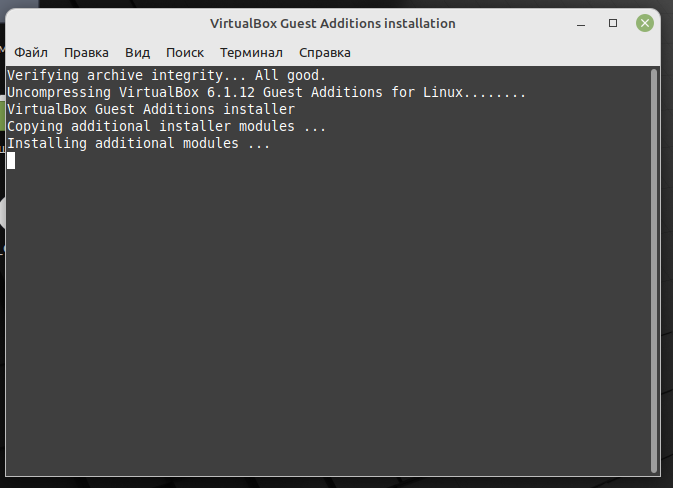 VirtualBox Guest Additions installation
Файл Правка Вид Поиск Терминал Справка
Verifying archive integrity... All good.
Uncompressing VirtualBox 6.1.12 Guest Additions for Linux........
VirtualBox Guest Additions installer
Copying additional installer modules ...
Installing additional modules ...